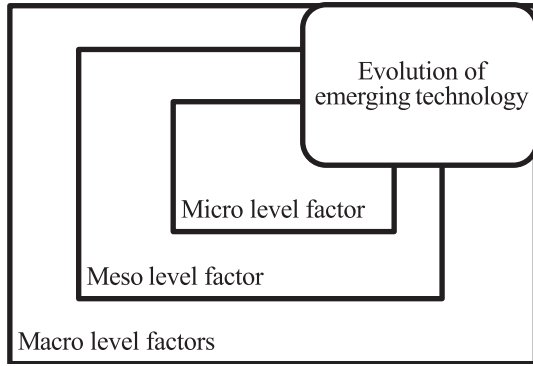 Evolution of
emerging technology
Micro level factor
Meso level factor
Macro level factors